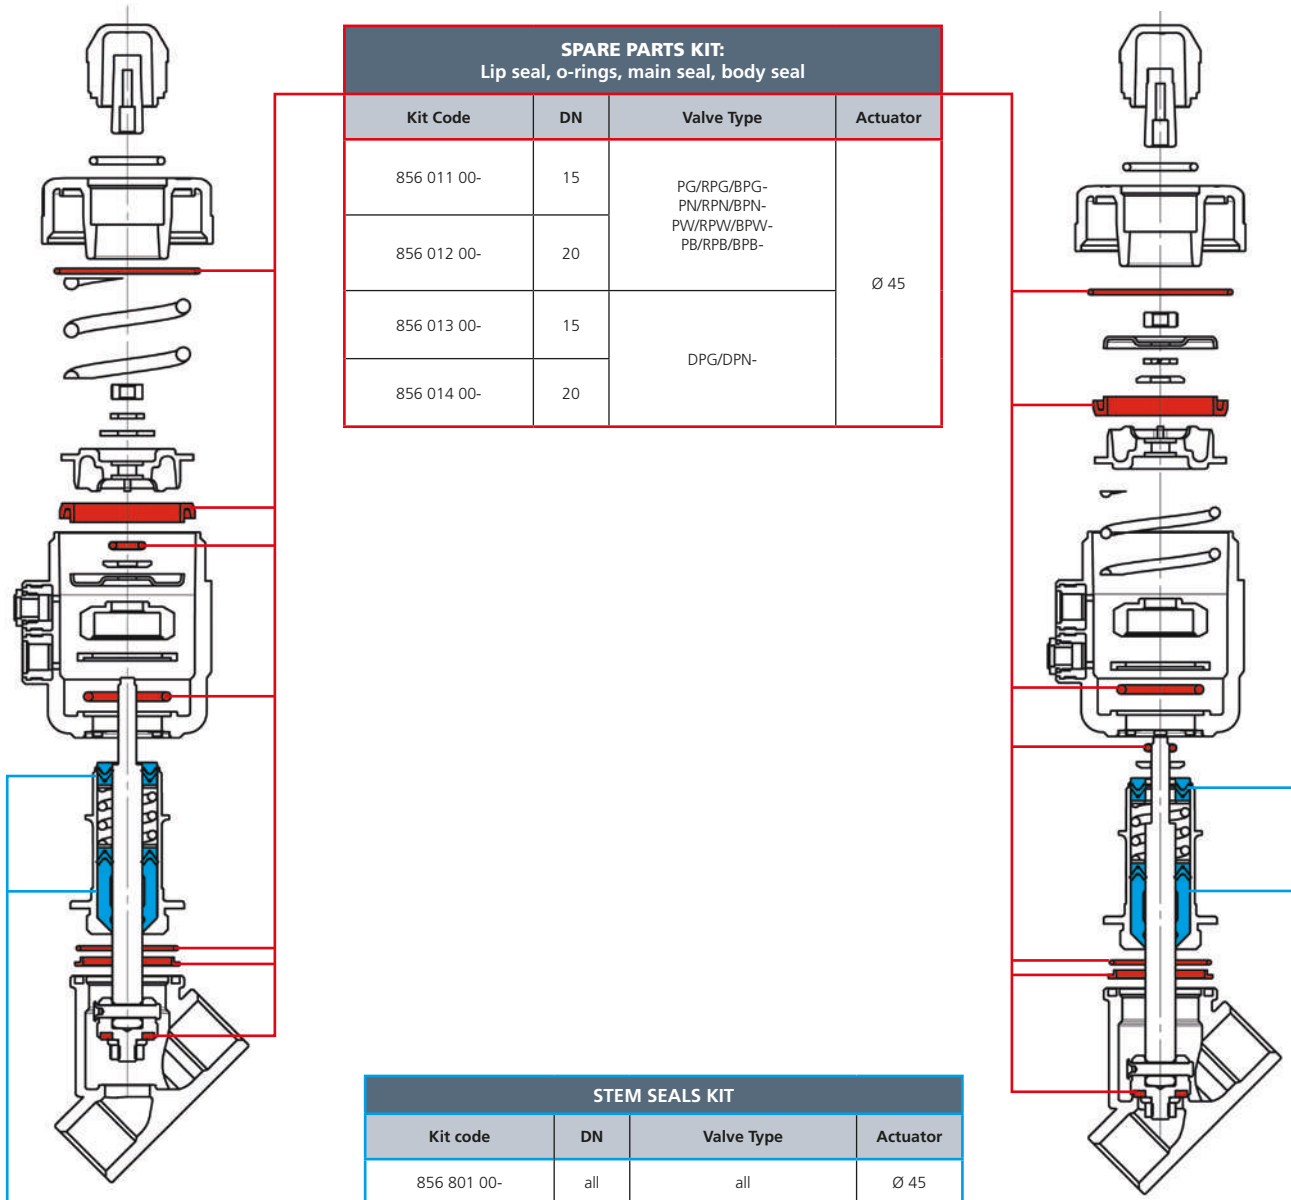 SPARE PARTS KIT:
Lip seal, o-rings, main seal, body seal
Kit Code DN Valve Type Actuator
856 011 00- 15
PG/RPG/BPG-
PN/RPN/BPN-
PW/RPW/BPW-
PB/RPB/BPB-
856 012 00- 20
Ø 45
856 013 00- 15
DPG/DPN-
856 014 00- 20
STEM SEALS KIT
Kit code DN Valve Type Actuator
856 801 00- all all Ø 45